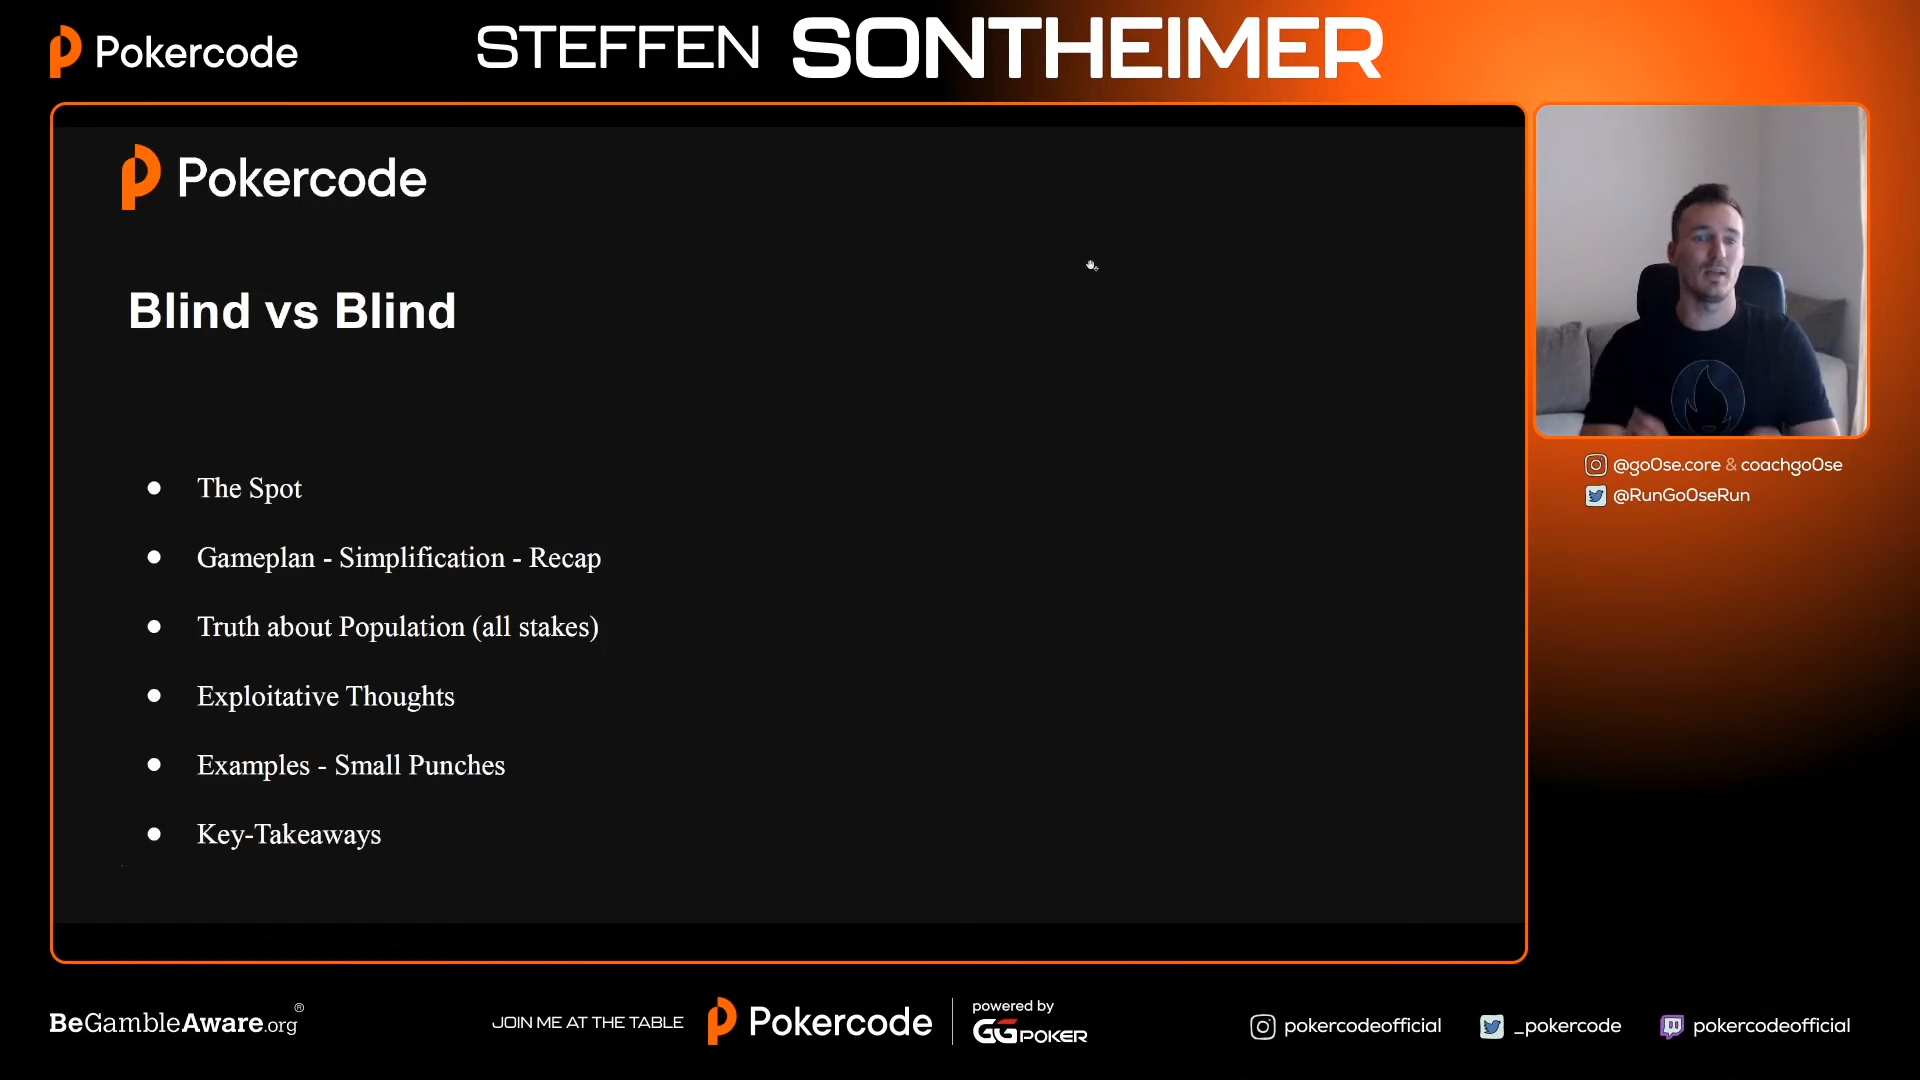 Pokercode
STEFFEN SONTHEIMER
Pokercode
Blind vs Blind
● The Spot
● Gameplan - Simplification - Recap
● Truth about Population (all stakes)
● Exploitative Thoughts
● Examples - Small Punches
● Key-Takeaways
@go0se.core & coachgo0se
@RunGo0seRun
BeGambleAware.org®
JOIN ME AT THE TABLE
Pokercode
powered by
GGPOKER
pokercodeofficial
_pokercode
pokercodeofficial